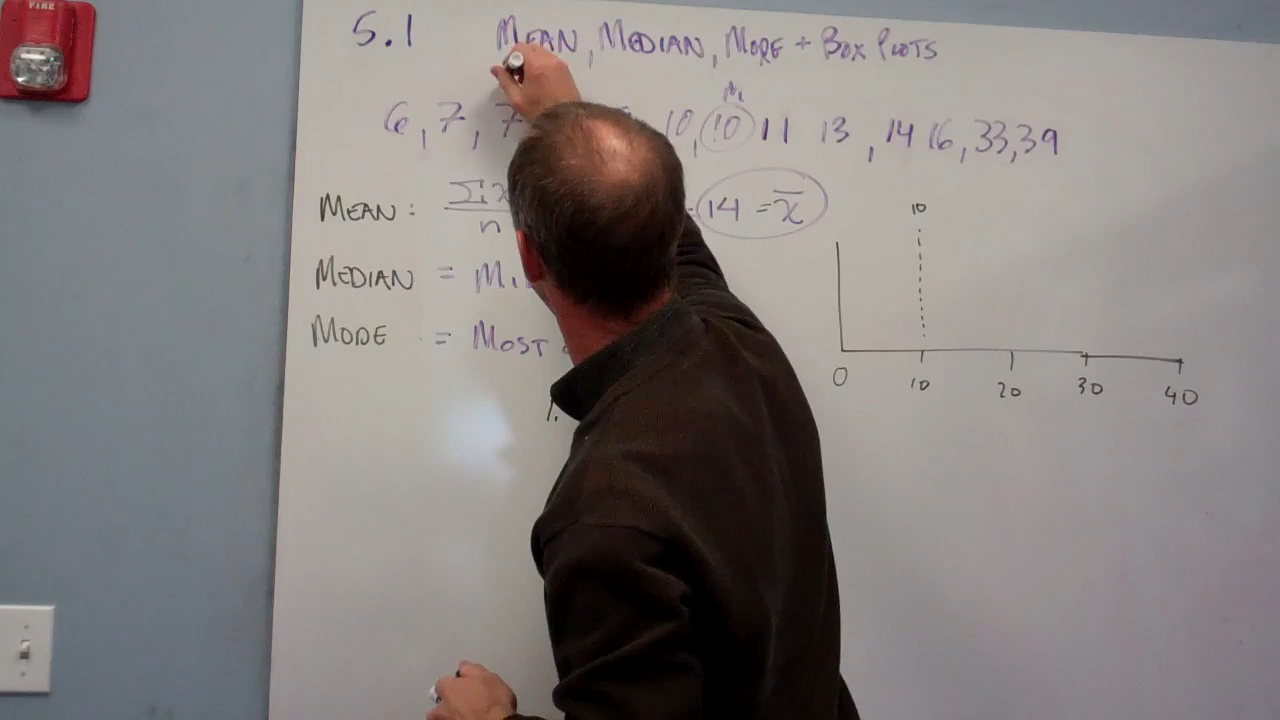 FIRE
5.1 MEAN, MEDIAN, MODE + BOX PLOTS
M
6, 7, 7 10, 10 11 13, 14 16, 33, 39
MEAN: Σx
n
14 = x̄
MEDIAN =
MODE = MOST
10
0 10 20 30 40